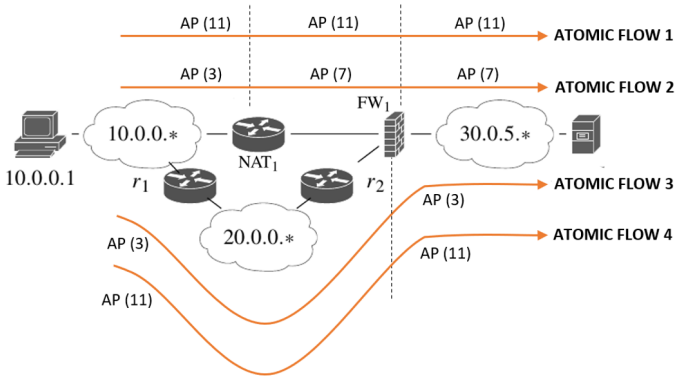 AP (11) AP (11) AP (11) ATOMIC FLOW 1
AP (3) AP (7) AP (7) ATOMIC FLOW 2
FW1
10.0.0.* 30.0.5.*
NAT1
10.0.0.1 r1 r2
AP (3) ATOMIC FLOW 3
20.0.0.*
AP (3) ATOMIC FLOW 4
AP (11)
AP (11)